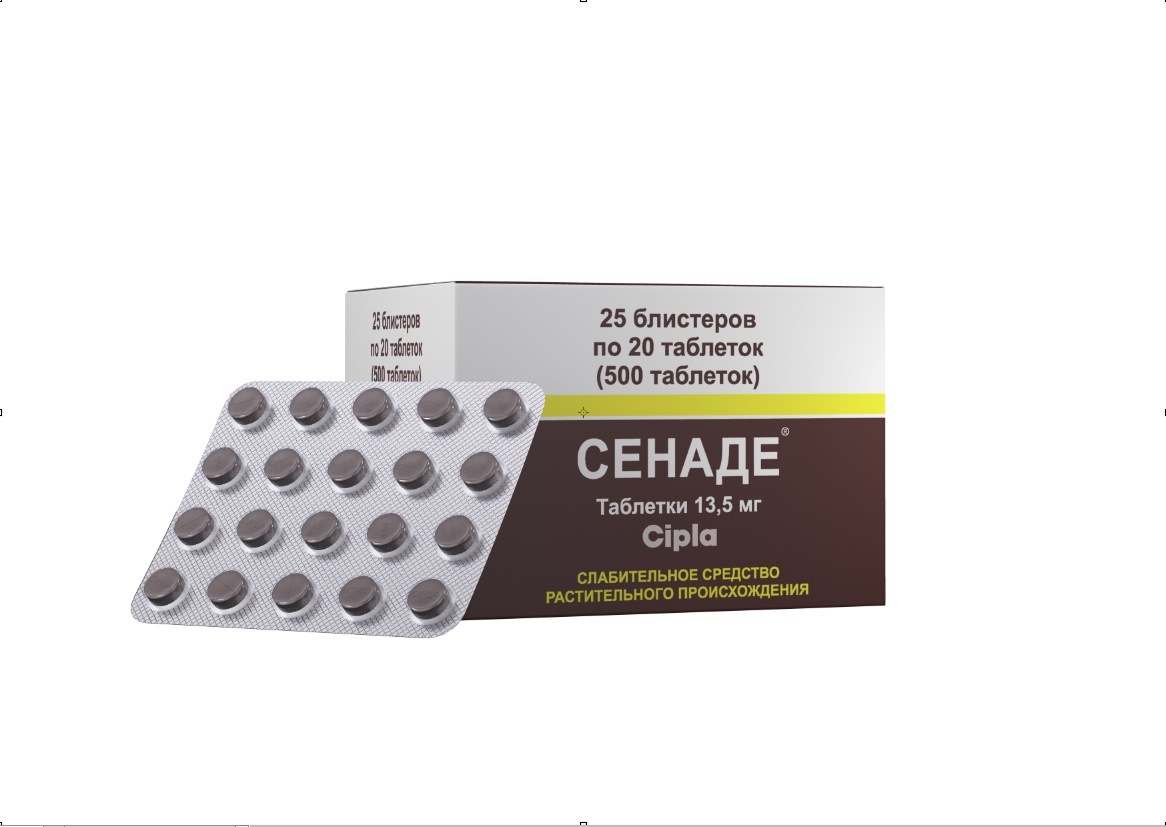 25 блистеров
по 20 таблеток
(500 таблеток)
25 блистеров
по 20 таблеток
(500 таблеток)
СЕНАДЕ®
Таблетки 13,5 мг
Cipla
СЛАБИТЕЛЬНОЕ СРЕДСТВО
РАСТИТЕЛЬНОГО ПРОИСХОЖДЕНИЯ